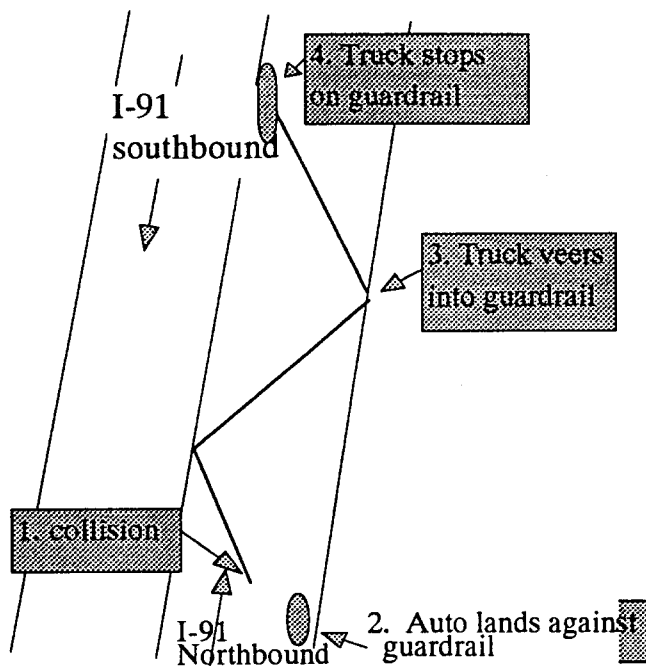 4. Truck stops
on guardrail
I-91
southbound
3. Truck veers
into guardrail
1. collision
I-91
Northbound
2. Auto lands against
guardrail